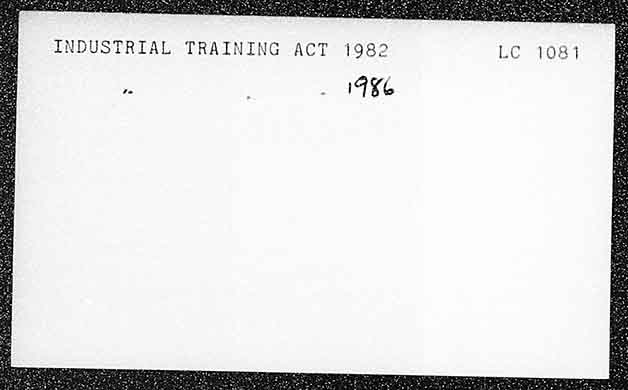 INDUSTRIAL TRAINING ACT 1982 LC 1081
" . . 1986